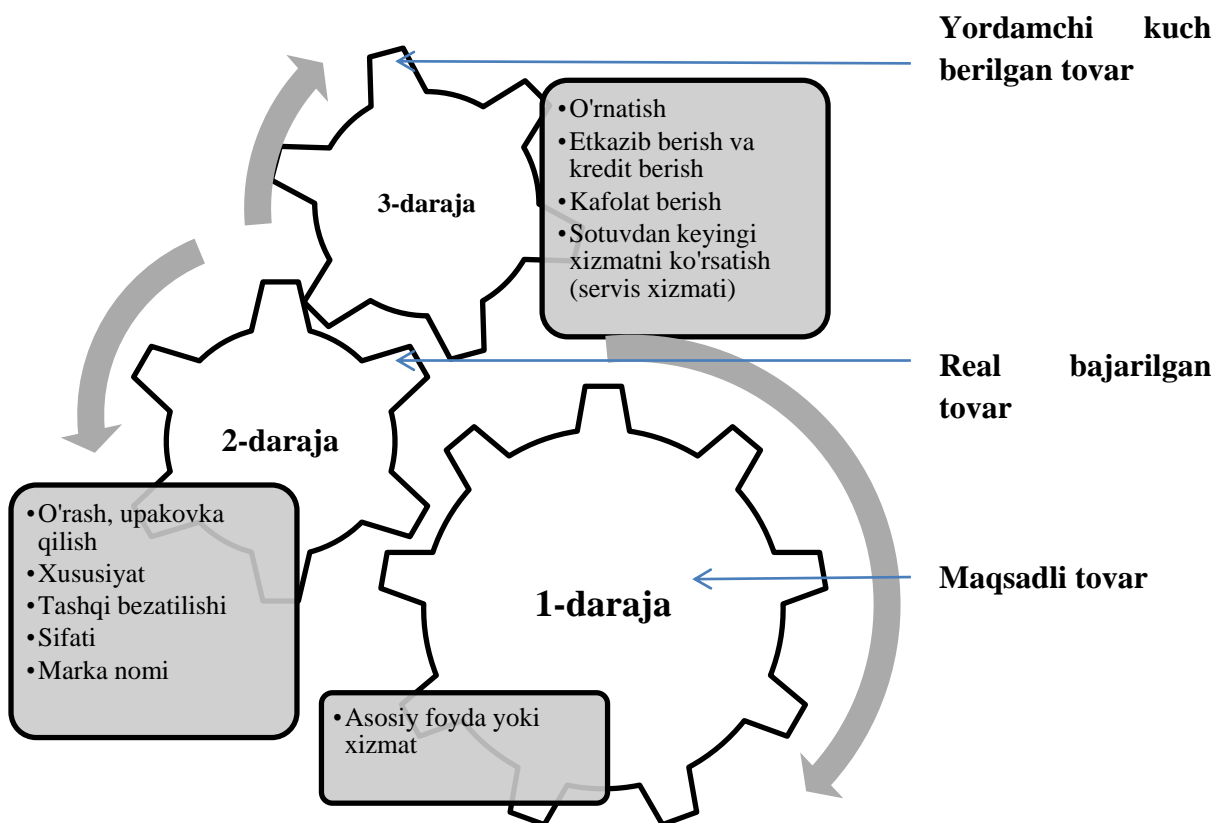 Yordamchi kuch
berilgan tovar
• O'rnatish
• Etkazib berish va
kredit berish
• Kafolat berish
• Sotuvdan keyingi
xizmatni ko'rsatish
(servis xizmati)
3-daraja
Real bajarilgan
tovar
2-daraja
• O'rash, upakovka
qilish
• Xususiyat
• Tashqi bezatilishi
• Sifati
• Marka nomi
Maqsadli tovar
1-daraja
• Asosiy foyda yoki
xizmat